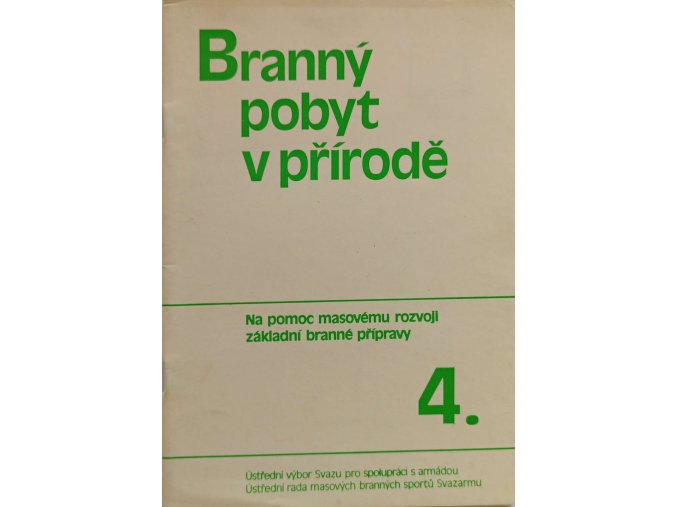 Branný
pobyt
v přírodě
Na pomoc masovému rozvoji
základní branné přípravy
4.
Ústřední výbor Svazu pro spolupráci s armádou
Ústřední rada masových branných sportů Svazarmu